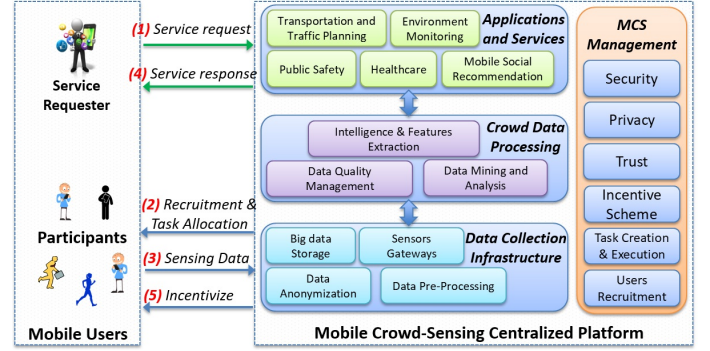 (1) Service request
(4) Service response
Service
Requester
(2) Recruitment &
Task Allocation
Participants
(3) Sensing Data
(5) Incentivize
Mobile Users
Transportation and
Traffic Planning
Environment
Monitoring
Applications
and Services
Public Safety
Healthcare
Mobile Social
Recommendation
Intelligence & Features
Extraction
Crowd Data
Processing
Data Quality
Management
Data Mining and
Analysis
Big data
Storage
Sensors
Gateways
Data Collection
Infrastructure
Data
Anonymization
Data Pre-Processing
Mobile Crowd-Sensing Centralized Platform
MCS
Management
Security
Privacy
Trust
Incentive
Scheme
Task Creation
& Execution
Users
Recruitment